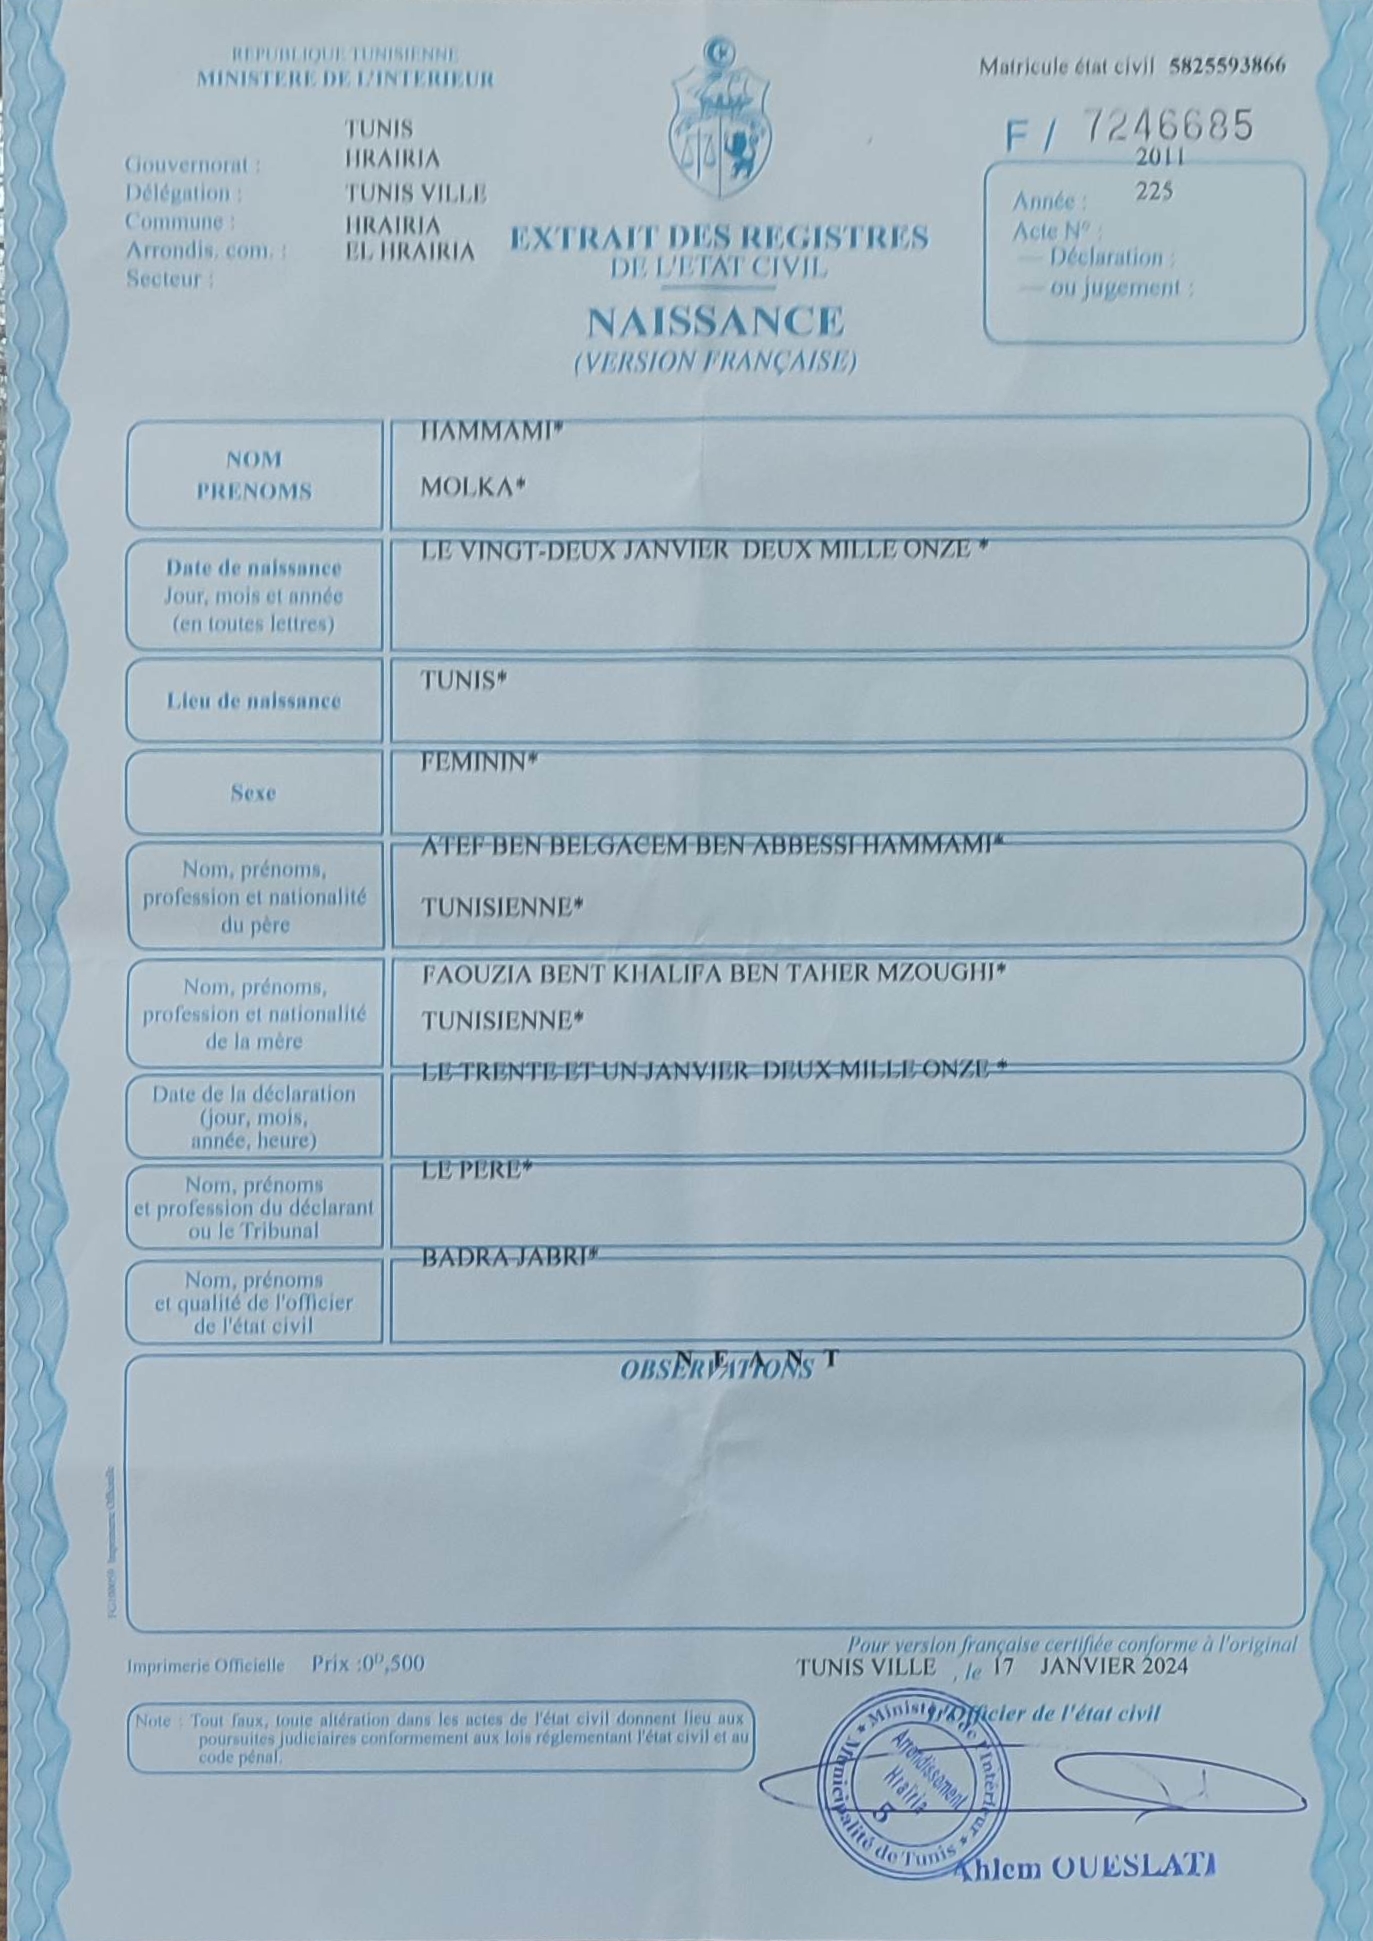 REPUBLIQUE TUNISIENNE
MINISTERE DE L'INTERIEUR
Matricule état civil 5825593866
F / 7246685
TUNIS
Gouvernorat :
HRAIRIA
Délégation :
TUNIS VILLE
Commune :
HRAIRIA
Arrondis. com. :
EL HRAIRIA
Secteur :
2011
Année :
225
Acte N° :
— Déclaration :
— ou jugement :
EXTRAIT DES REGISTRES
DE L'ETAT CIVIL
NAISSANCE
(VERSION FRANÇAISE)
NOM
PRENOMS
HAMMAMI*
MOLKA*
Date de naissance
Jour, mois et année
(en toutes lettres)
LE VINGT-DEUX JANVIER DEUX MILLE ONZE *
Lieu de naissance
TUNIS*
Sexe
FEMININ*
Nom, prénoms,
profession et nationalité
du père
ATEF BEN BELGACEM BEN ABBESSI HAMMAMI*
TUNISIENNE*
Nom, prénoms,
profession et nationalité
de la mère
FAOUZIA BENT KHALIFA BEN TAHER MZOUGHI*
TUNISIENNE*
Date de la déclaration
(jour, mois,
année, heure)
LE TRENTE ET UN JANVIER DEUX MILLE ONZE *
Nom, prénoms
et profession du déclarant
ou le Tribunal
LE PERE*
Nom, prénoms
et qualité de l'officier
de l'état civil
BADRA JABRI*
OBSERVATIONS
N E A N T
Imprimerie Officielle Prix :0ᴰ,500
Pour version française certifiée conforme à l'original
TUNIS VILLE , le 17 JANVIER 2024
L'Officier de l'état civil
Note : Tout faux, toute altération dans les actes de l'état civil donnent lieu aux
poursuites judiciaires conformement aux lois réglementant l'état civil et au
code pénal.
Ministère de l'Intérieur
Municipalité de Tunis
Arrondissement
Hrairia
5
Ahlem OUESLATI